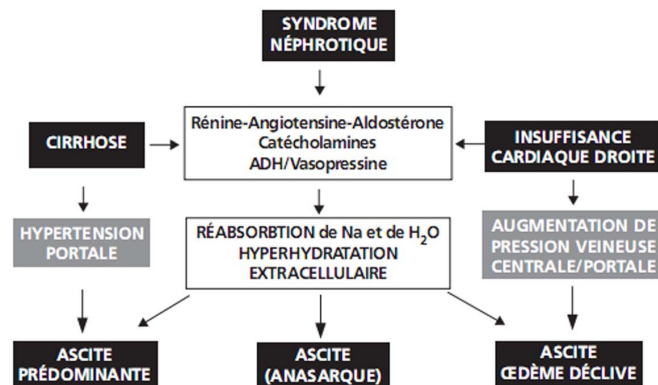 SYNDROME
NÉPHROTIQUE
CIRRHOSE
Rénine-Angiotensine-Aldostérone
Catécholamines
ADH/Vasopressine
INSUFFISANCE
CARDIAQUE DROITE
HYPERTENSION
PORTALE
RÉABSORBTION de Na et de H₂O
HYPERHYDRATATION
EXTRACELLULAIRE
AUGMENTATION DE
PRESSION VEINEUSE
CENTRALE/PORTALE
ASCITE
PRÉDOMINANTE
ASCITE
(ANASARQUE)
ASCITE
ŒDÈME DÉCLIVE